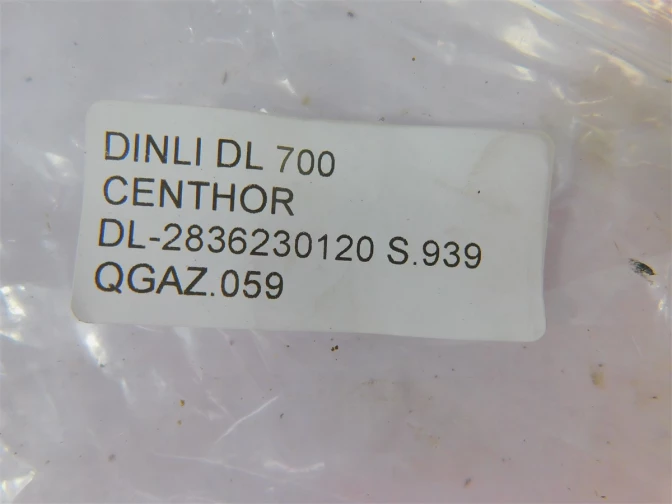 DINLI DL 700
CENTHOR
DL-2836230120 S.939
QGAZ.059